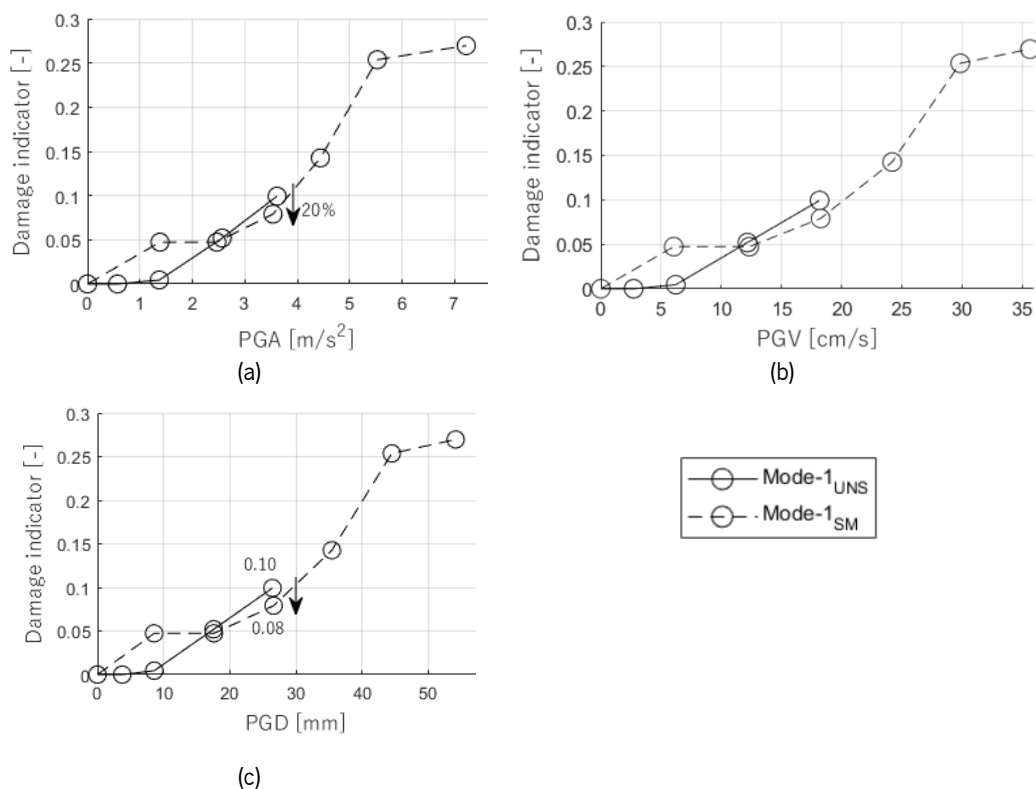 0.3
0.25
0.2
0.15
0.1
0.05
0
Damage indicator [-]
20%
0 1 2 3 4 5 6 7
PGA [m/s²]
(a)
0.3
0.25
0.2
0.15
0.1
0.05
0
Damage indicator [-]
0 5 10 15 20 25 30 35
PGV [cm/s]
(b)
0.3
0.25
0.2
0.15
0.1
0.05
0
Damage indicator [-]
0.10
0.08
0 10 20 30 40 50
PGD [mm]
(c)
Mode-1UNS
Mode-1SM